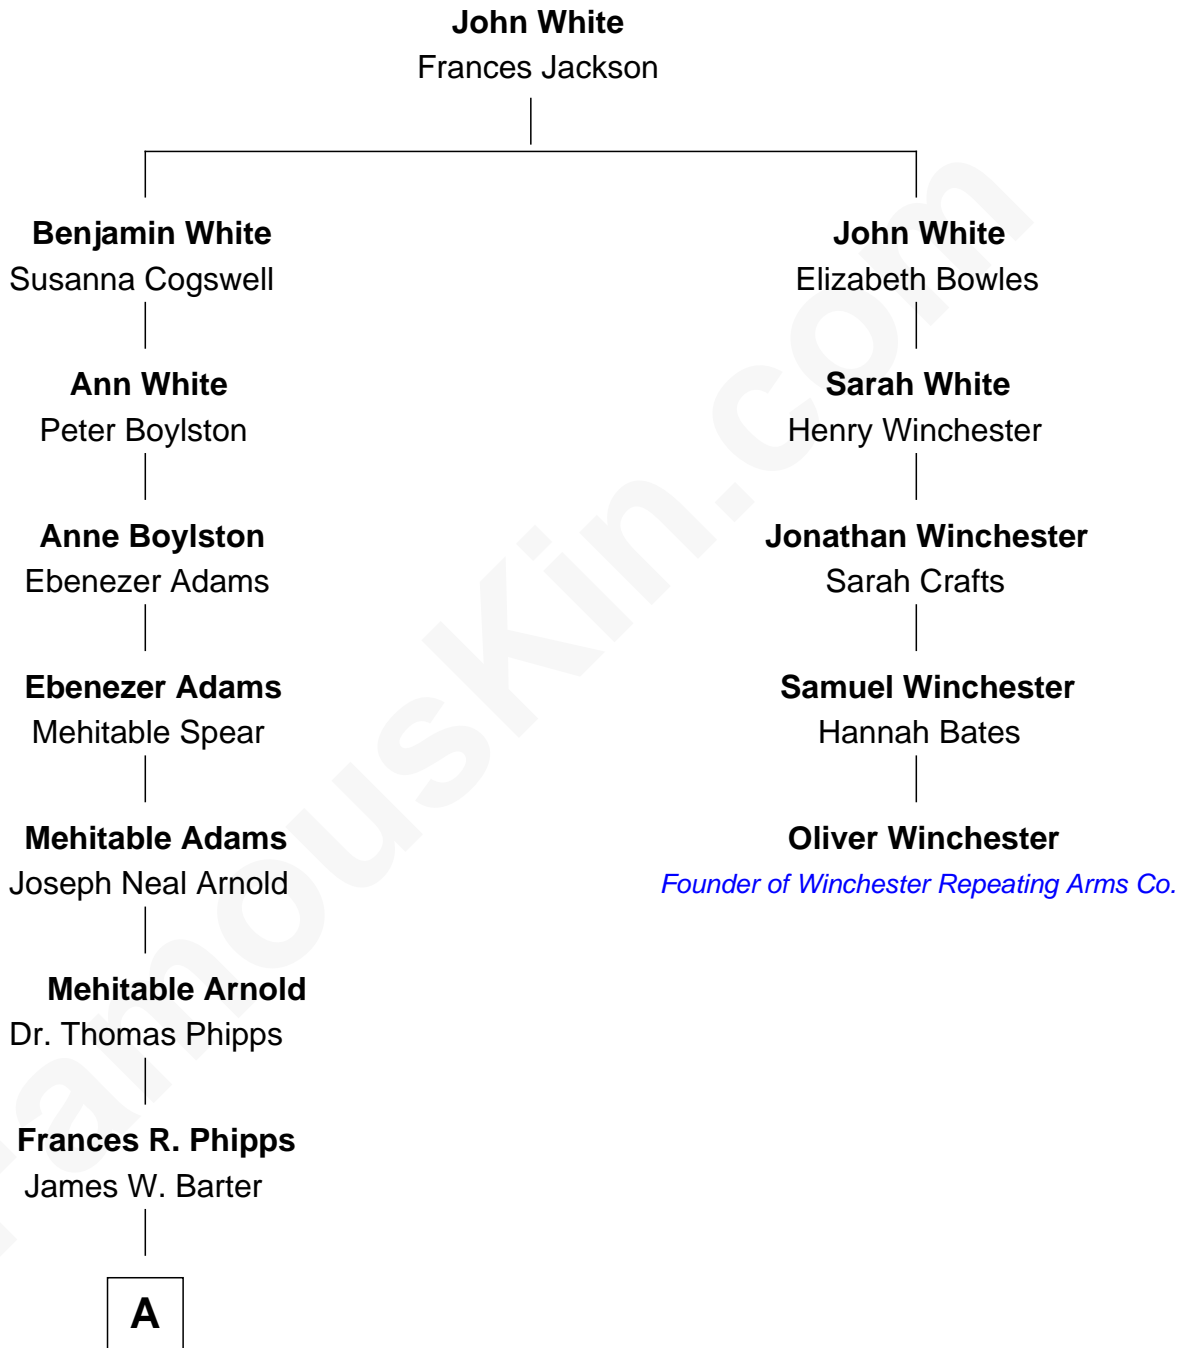 John White
Frances Jackson
Benjamin White
Susanna Cogswell
Ann White
Peter Boylston
Anne Boylston
Ebenezer Adams
Ebenezer Adams
Mehitable Spear
Mehitable Adams
Joseph Neal Arnold
Mehitable Arnold
Dr. Thomas Phipps
Frances R. Phipps
James W. Barter
A
John White
Elizabeth Bowles
Sarah White
Henry Winchester
Jonathan Winchester
Sarah Crafts
Samuel Winchester
Hannah Bates
Oliver Winchester
Founder of Winchester Repeating Arms Co.
FamousKin.com